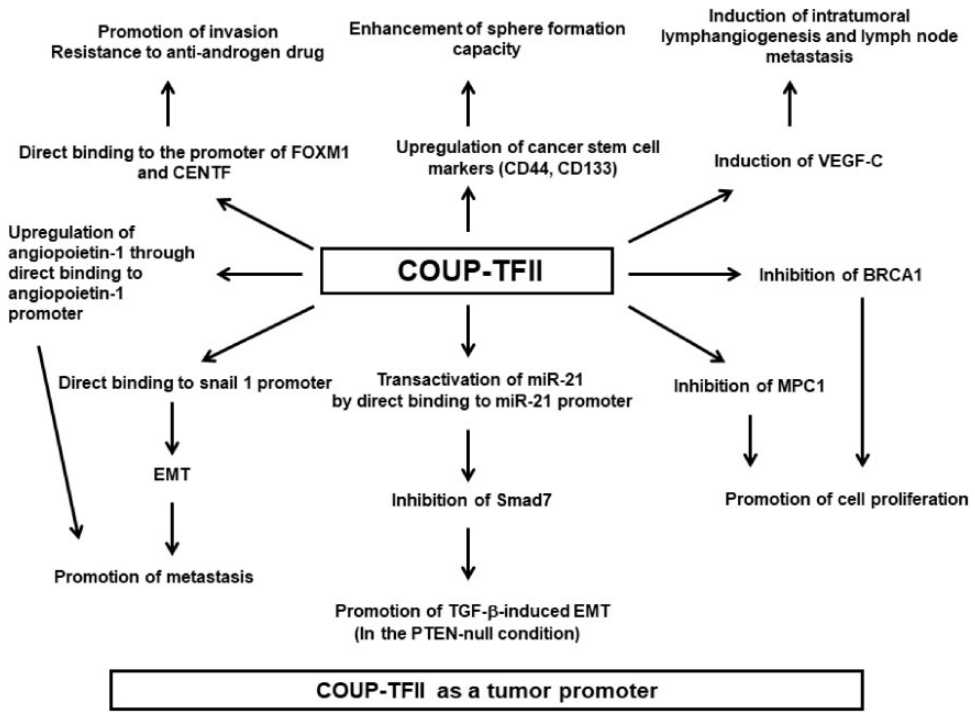 Promotion of invasion
Resistance to anti-androgen drug
Enhancement of sphere formation
capacity
Induction of intratumoral
lymphangiogenesis and lymph node
metastasis
Direct binding to the promoter of FOXM1
and CENTF
Upregulation of cancer stem cell
markers (CD44, CD133)
Induction of VEGF-C
Upregulation of
angiopoietin-1 through
direct binding to
angiopoietin-1
promoter
COUP-TFII
Inhibition of BRCA1
Direct binding to snail 1 promoter
Transactivation of miR-21
by direct binding to miR-21 promoter
Inhibition of MPC1
EMT
Inhibition of Smad7
Promotion of cell proliferation
Promotion of metastasis
Promotion of TGF-β-induced EMT
(In the PTEN-null condition)
COUP-TFII as a tumor promoter